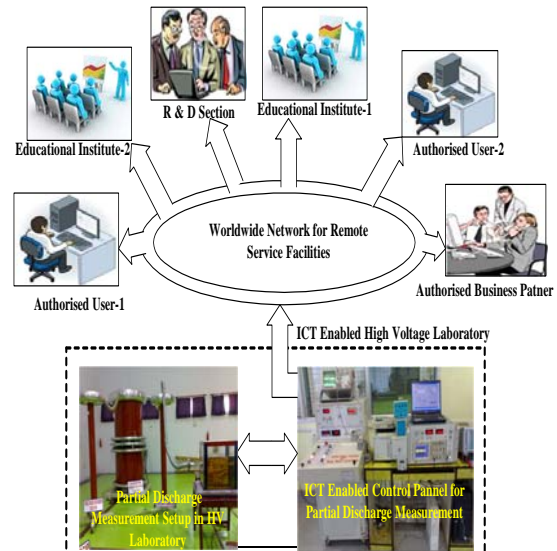 R & D Section
Educational Institute-1
Educational Institute-2
Authorised User-2
Worldwide Network for Remote
Service Facilities
Authorised User-1
Authorised Business Patner
ICT Enabled High Voltage Laboratory
Partial Discharge
Measurement Setup in HV
Laboratory
ICT Enabled Control Pannel for
Partial Discharge Measurement